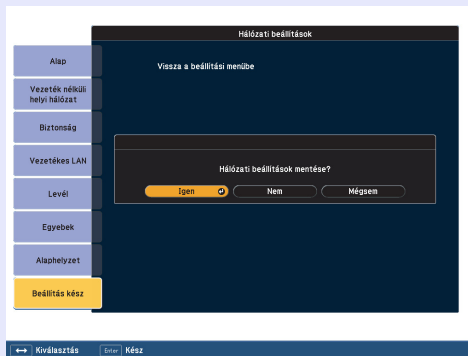 Hálózati beállítások
Alap
Vissza a beállítási menübe
Vezeték nélküli
helyi hálózat
Biztonság
Vezetékes LAN
Hálózati beállítások mentése?
Igen Nem Mégsem
Levél
Egyebek
Alaphelyzet
Beállítás kész
Kiválasztás Enter Kész